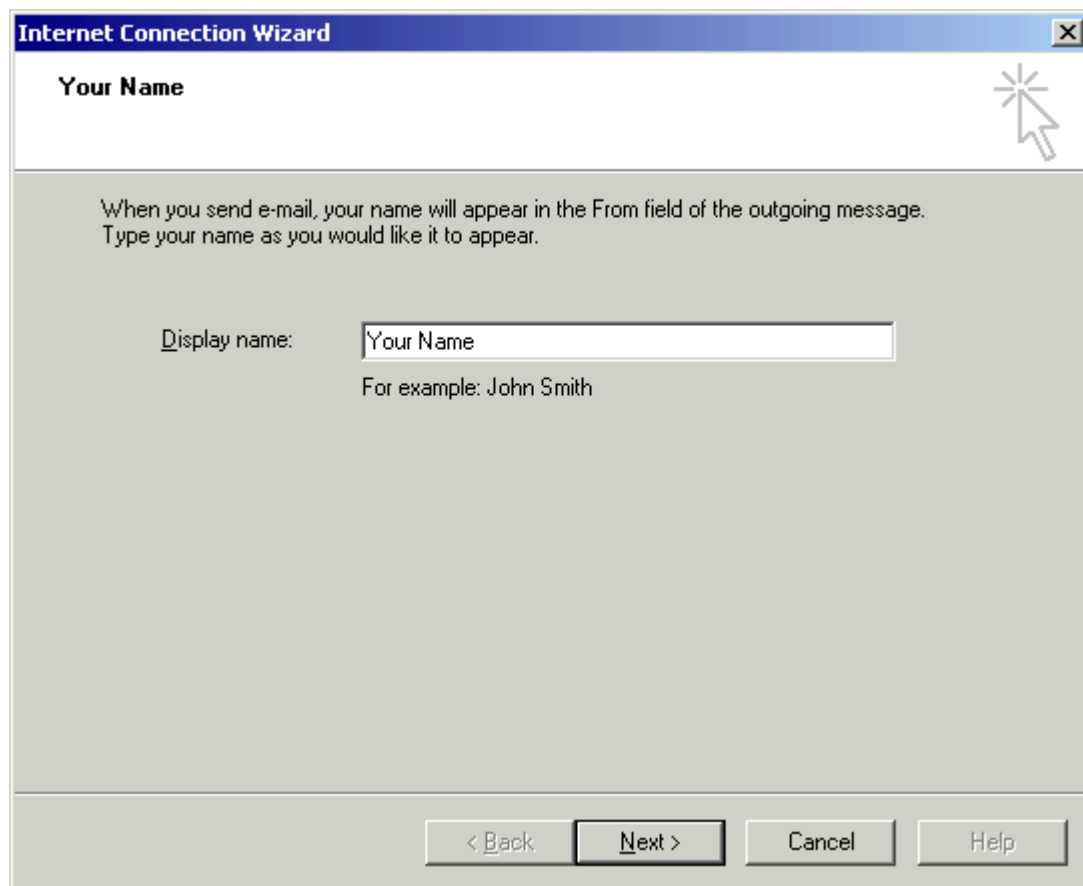 Internet Connection Wizard
Your Name
When you send e-mail, your name will appear in the From field of the outgoing message.
Type your name as you would like it to appear.
Display name: Your Name
For example: John Smith
< Back Next > Cancel Help